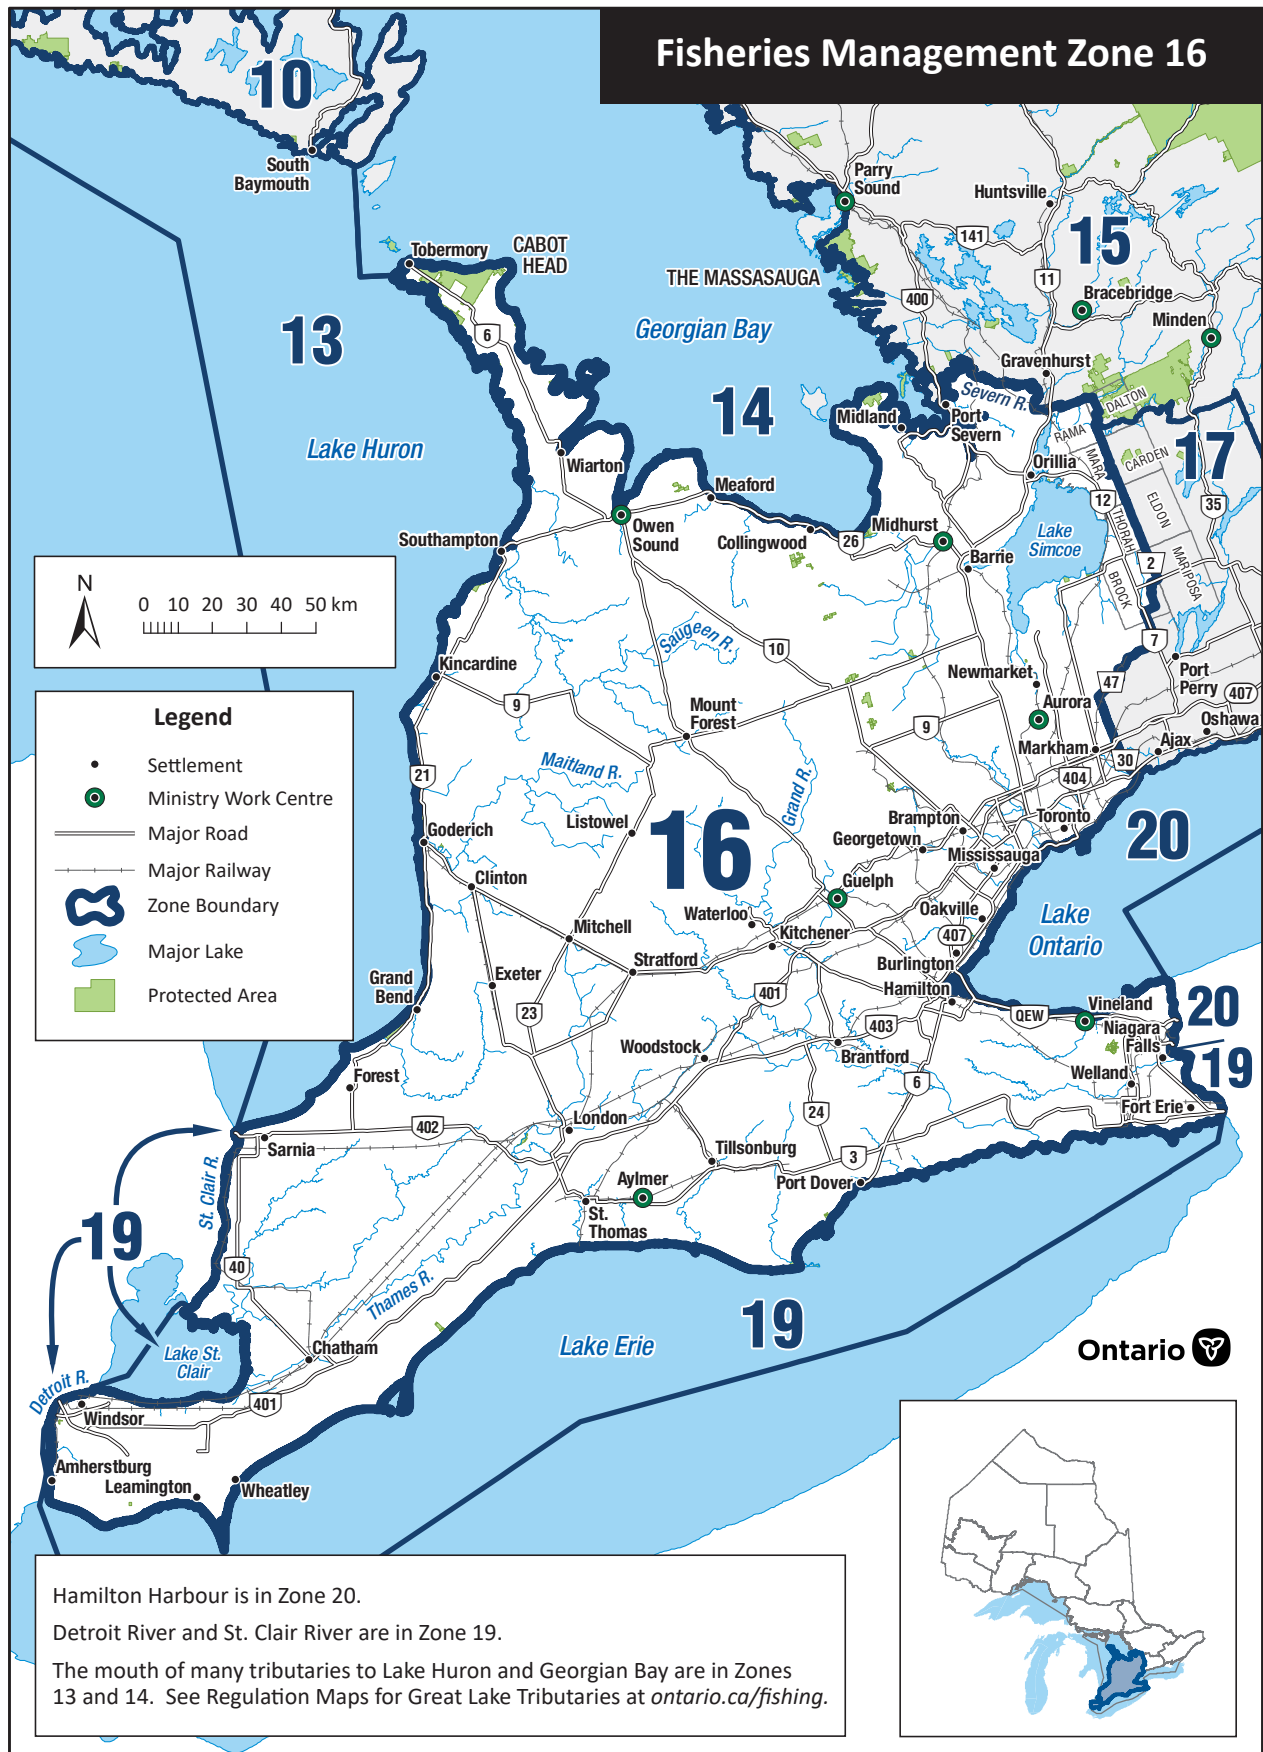 Fisheries Management Zone 16
10
South
Baymouth
Parry
Sound
Huntsville
141
15
11
Bracebridge
400
Minden
Tobermory
CABOT
HEAD
THE MASSASAUGA
13
6
Georgian Bay
Gravenhurst
Severn R.
DALTON
14
Midland
Port
Severn
RAMA
MARA
CARDEN
17
Lake Huron
Wiarton
Orillia
Meaford
12
ELDON
35
Owen
Sound
Collingwood
26
Midhurst
Lake
Simcoe
THORAH
Southampton
Barrie
2
MARIPOSA
BROCK
N
0 10 20 30 40 50 km
Saugeen R.
10
7
Kincardine
Newmarket
47
Port
Perry
407
9
Mount
Forest
Aurora
9
Oshawa
Legend
Settlement
Ministry Work Centre
Major Road
Major Railway
Zone Boundary
Major Lake
Protected Area
Markham
Ajax
30
21
Maitland R.
404
Grand R.
Goderich
Listowel
16
Brampton
Toronto
20
Georgetown
Mississauga
Clinton
Guelph
Waterloo
Oakville
Lake
Ontario
Mitchell
Kitchener
407
Stratford
Burlington
Grand
Bend
Exeter
401
Hamilton
23
QEW
Vineland
20
403
Niagara
Falls
Woodstock
Brantford
19
Forest
6
Welland
24
Fort Erie
London
402
Sarnia
3
Tillsonburg
St. Clair R.
Aylmer
Port Dover
St.
Thomas
19
40
Thames R.
19
Lake Erie
Chatham
Lake St.
Clair
Ontario
Detroit R.
401
Windsor
Amherstburg
Leamington
Wheatley
Hamilton Harbour is in Zone 20.
Detroit River and St. Clair River are in Zone 19.
The mouth of many tributaries to Lake Huron and Georgian Bay are in Zones
13 and 14. See Regulation Maps for Great Lake Tributaries at ontario.ca/fishing.